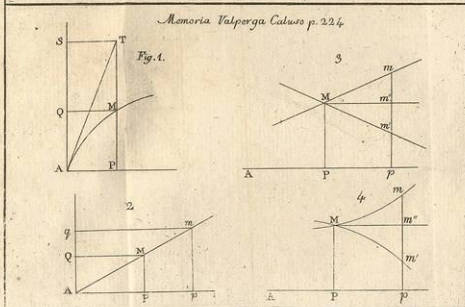 Memoria Valperga Caluso p. 224
Fig. 1.
S T
Q M
A P
3
m
M m"
m'
A P p
2
q m
Q M
A P p
4
m
M m"
m'
A P p